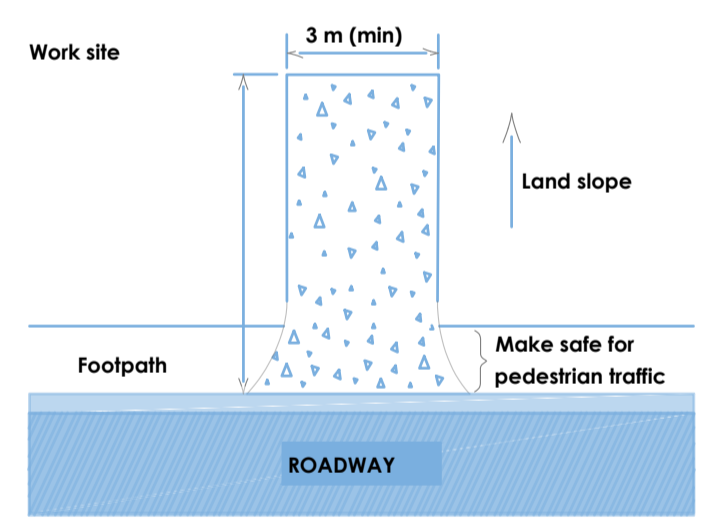 3 m (min)
Work site
Land slope
Make safe for
pedestrian traffic
Footpath
ROADWAY